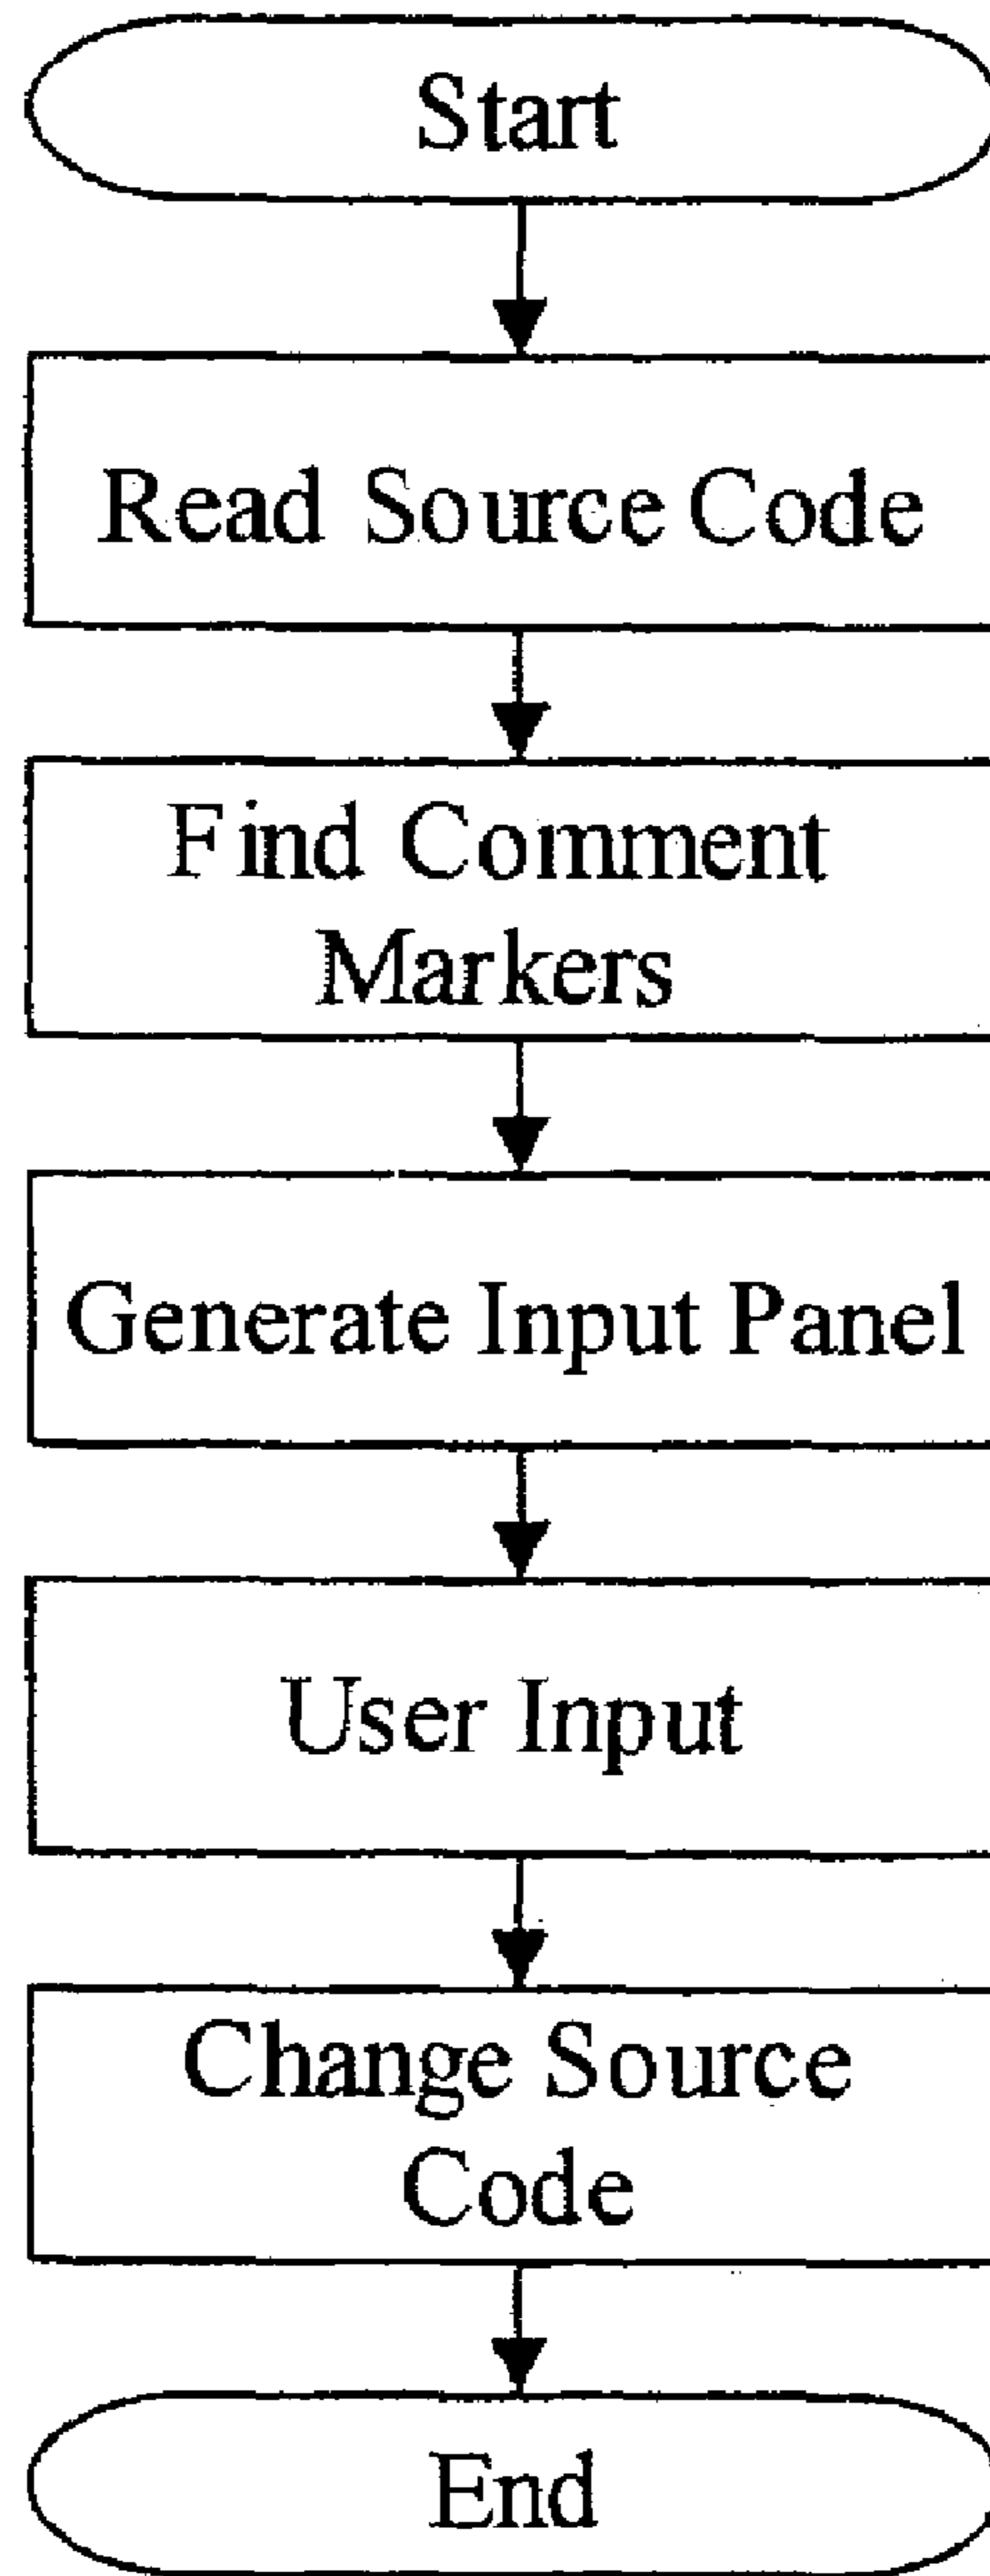 Start
Read Source Code
Find Comment
Markers
Generate Input Panel
User Input
Change Source
Code
End